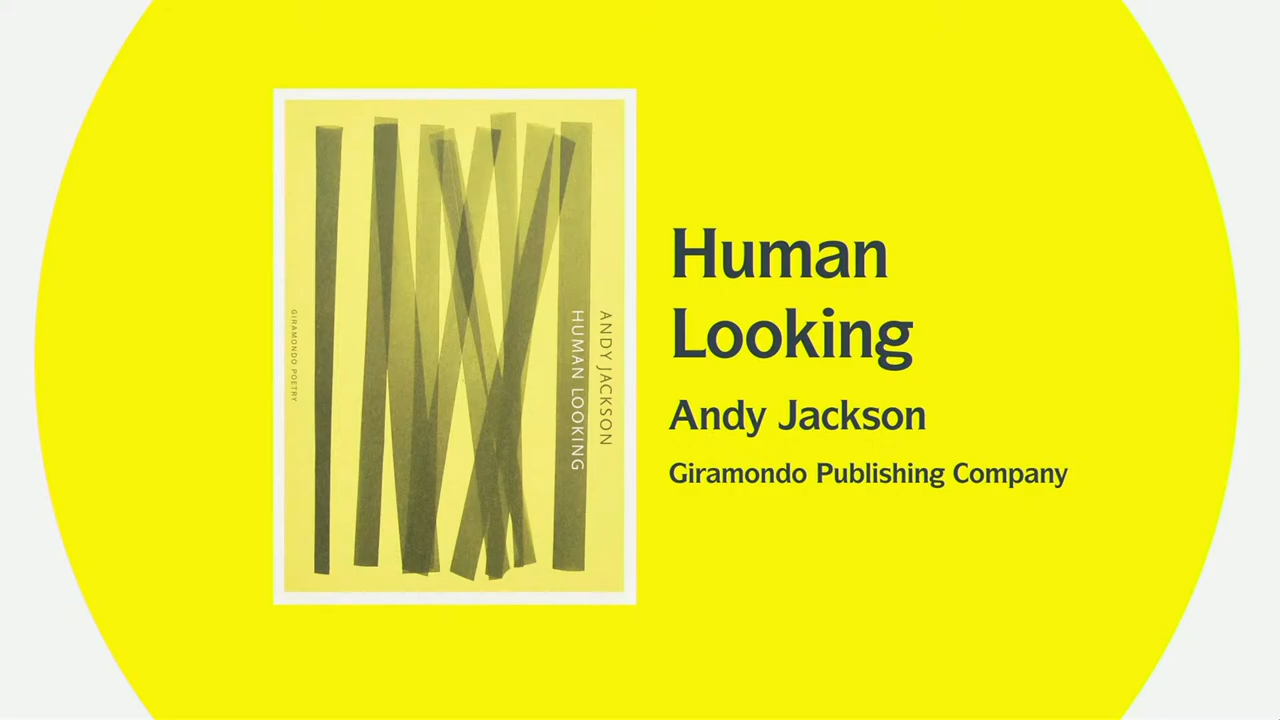 GIRAMONDO POETRY
HUMAN LOOKING
ANDY JACKSON
Human
Looking
Andy Jackson
Giramondo Publishing Company